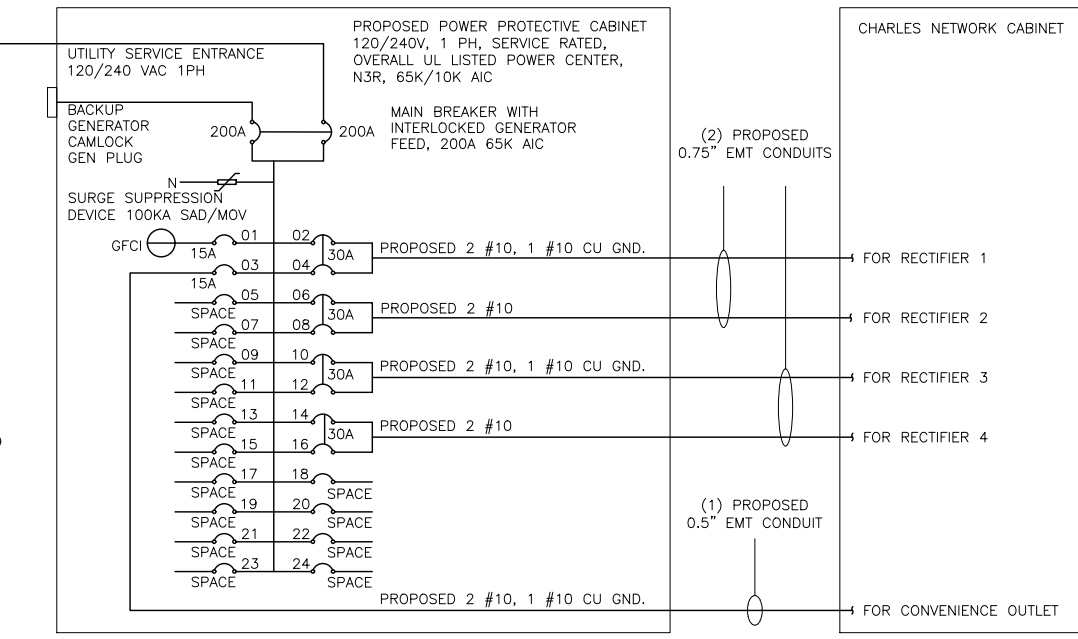 PROPOSED POWER PROTECTIVE CABINET
120/240V, 1 PH, SERVICE RATED,
OVERALL UL LISTED POWER CENTER,
N3R, 65K/10K AIC
CHARLES NETWORK CABINET
UTILITY SERVICE ENTRANCE
120/240 VAC 1PH
BACKUP
GENERATOR
CAMLOCK
GEN PLUG
200A
200A
MAIN BREAKER WITH
INTERLOCKED GENERATOR
FEED, 200A 65K AIC
(2) PROPOSED
0.75” EMT CONDUITS
N
SURGE SUPPRESSION
DEVICE 100KA SAD/MOV
GFCI
15A
01
02
30A
PROPOSED 2 #10, 1 #10 CU GND.
FOR RECTIFIER 1
15A
03
04
SPACE
05
06
30A
PROPOSED 2 #10
FOR RECTIFIER 2
SPACE
07
08
SPACE
09
10
30A
PROPOSED 2 #10, 1 #10 CU GND.
FOR RECTIFIER 3
SPACE
11
12
SPACE
13
14
30A
PROPOSED 2 #10
FOR RECTIFIER 4
SPACE
15
16
SPACE
17
18
SPACE
SPACE
19
20
SPACE
SPACE
21
22
SPACE
SPACE
23
24
SPACE
(1) PROPOSED
0.5” EMT CONDUIT
PROPOSED 2 #10, 1 #10 CU GND.
FOR CONVENIENCE OUTLET